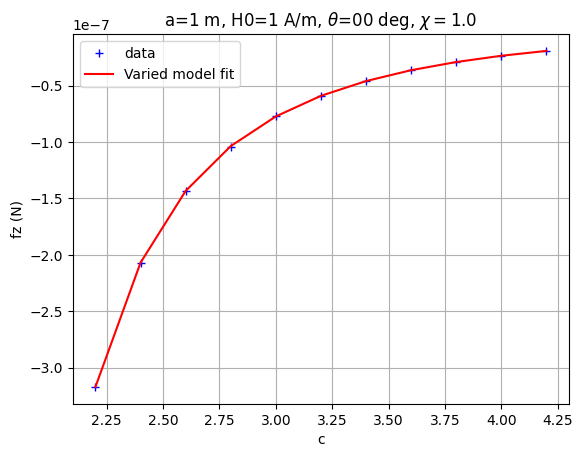 a=1 m, H0=1 A/m, θ=00 deg, χ = 1.0
1e−7
data
Varied model fit
−0.5
−1.0
−1.5
−2.0
−2.5
−3.0
fz (N)
2.25 2.50 2.75 3.00 3.25 3.50 3.75 4.00 4.25
c